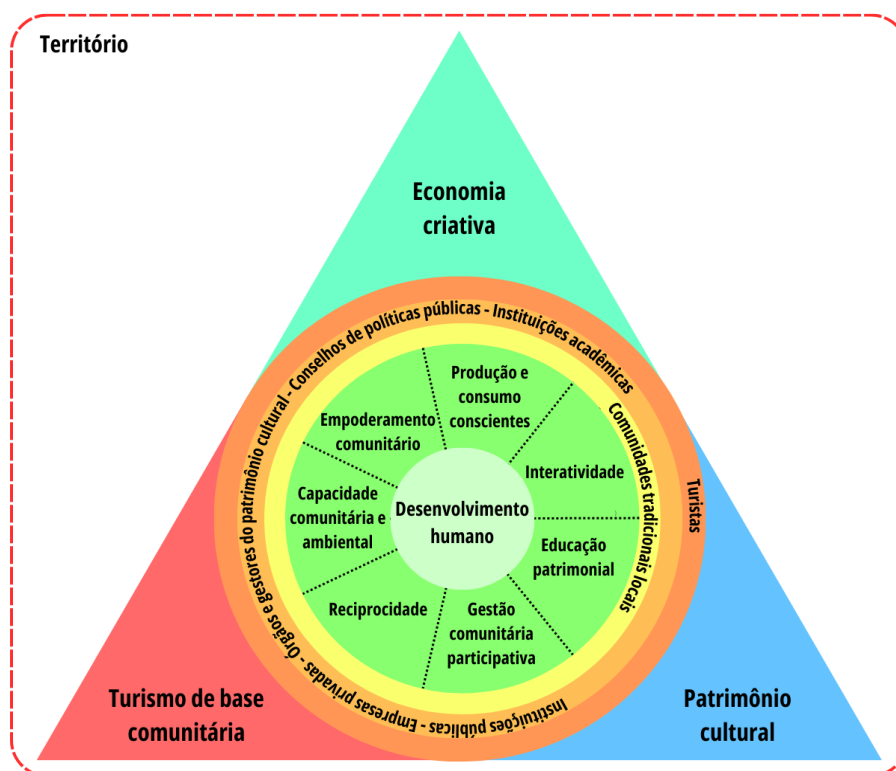 Território
Economia
criativa
Instituições públicas - Empresas privadas - Órgãos e gestores do patrimônio cultural - Conselhos de políticas públicas - Instituições acadêmicas
Comunidades tradicionais locais
Turistas
Produção e
consumo
conscientes
Empoderamento
comunitário
Interatividade
Capacidade
comunitária e
ambiental
Desenvolvimento
humano
Educação
patrimonial
Reciprocidade
Gestão
comunitária
participativa
Turismo de base
comunitária
Patrimônio
cultural